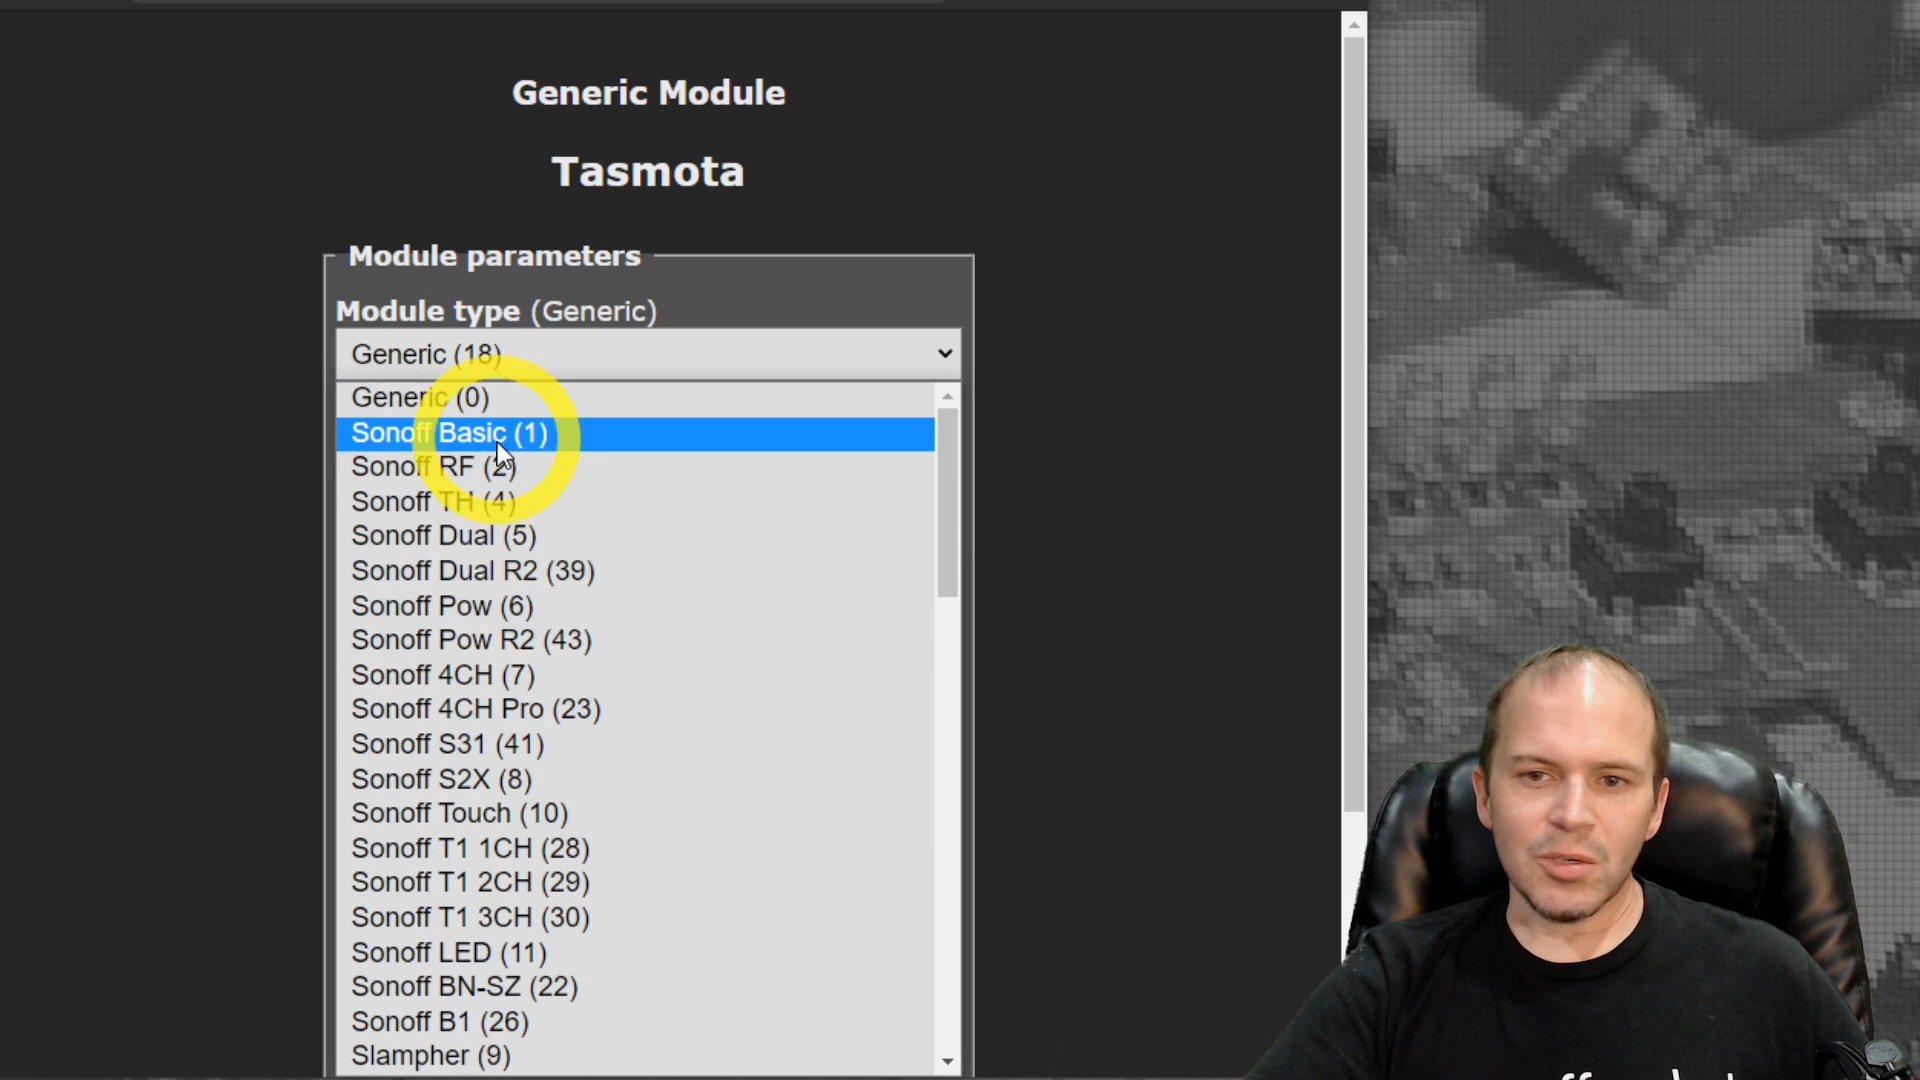 Generic Module
Tasmota
Module parameters
Module type (Generic)
Generic (18)
Generic (0)
Sonoff Basic (1)
Sonoff RF (2)
Sonoff TH (4)
Sonoff Dual (5)
Sonoff Dual R2 (39)
Sonoff Pow (6)
Sonoff Pow R2 (43)
Sonoff 4CH (7)
Sonoff 4CH Pro (23)
Sonoff S31 (41)
Sonoff S2X (8)
Sonoff Touch (10)
Sonoff T1 1CH (28)
Sonoff T1 2CH (29)
Sonoff T1 3CH (30)
Sonoff LED (11)
Sonoff BN-SZ (22)
Sonoff B1 (26)
Slampher (9)